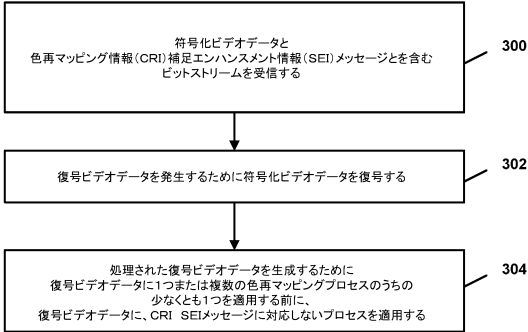 符号化ビデオデータと
色再マッピング情報（CRI）補足エンハンスメント情報（SEI）メッセージとを含む
ビットストリームを受信する
300
復号ビデオデータを発生するために符号化ビデオデータを復号する
302
処理された復号ビデオデータを生成するために
復号ビデオデータに1つまたは複数の色再マッピングプロセスのうちの
少なくとも1つを適用する前に、
復号ビデオデータに、CRI SEIメッセージに対応しないプロセスを適用する
304